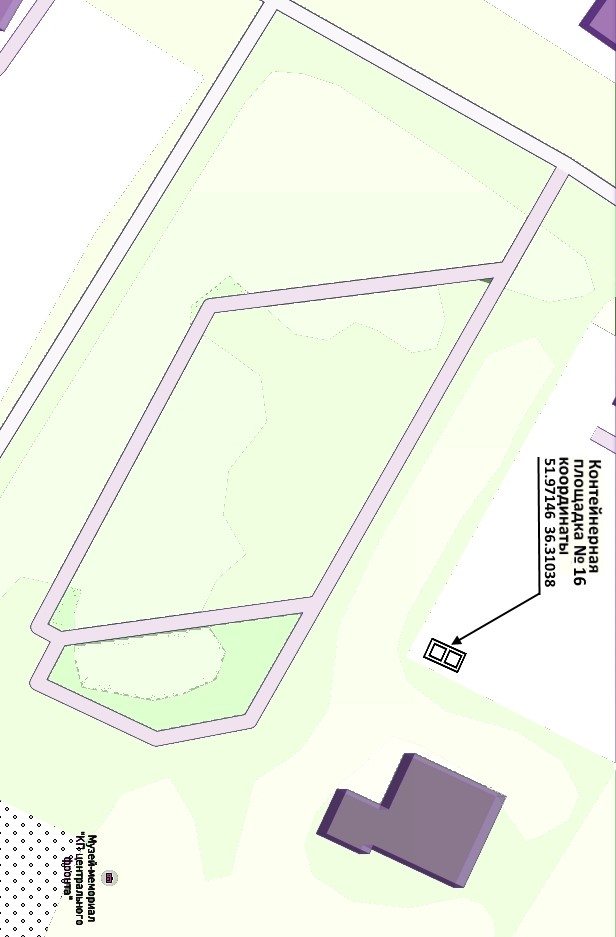 Контейнерная
площадка № 16
координаты
51.97146 36.31038
Музей-мемориал
"КП центрального
фронта"